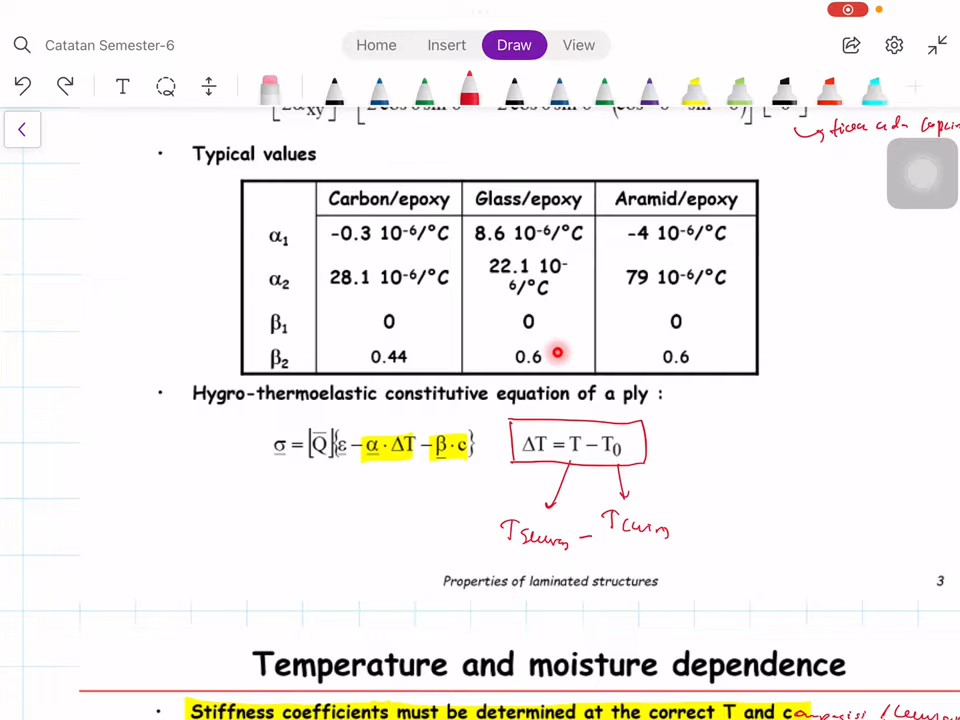 Catatan Semester-6
Home Insert Draw View
· Typical values
Carbon/epoxy Glass/epoxy Aramid/epoxy
α₁ -0.3 10⁻⁶/°C 8.6 10⁻⁶/°C -4 10⁻⁶/°C
α₂ 28.1 10⁻⁶/°C 22.1 10⁻⁶/°C 79 10⁻⁶/°C
β₁ 0 0 0
β₂ 0.44 0.6 0.6
· Hygro-thermoelastic constitutive equation of a ply :
σ = [Q̅]{ε − α · ΔT − β · c} ΔT = T − T₀
Properties of laminated structures 3
Temperature and moisture dependence
· Stiffness coefficients must be determined at the correct T and c